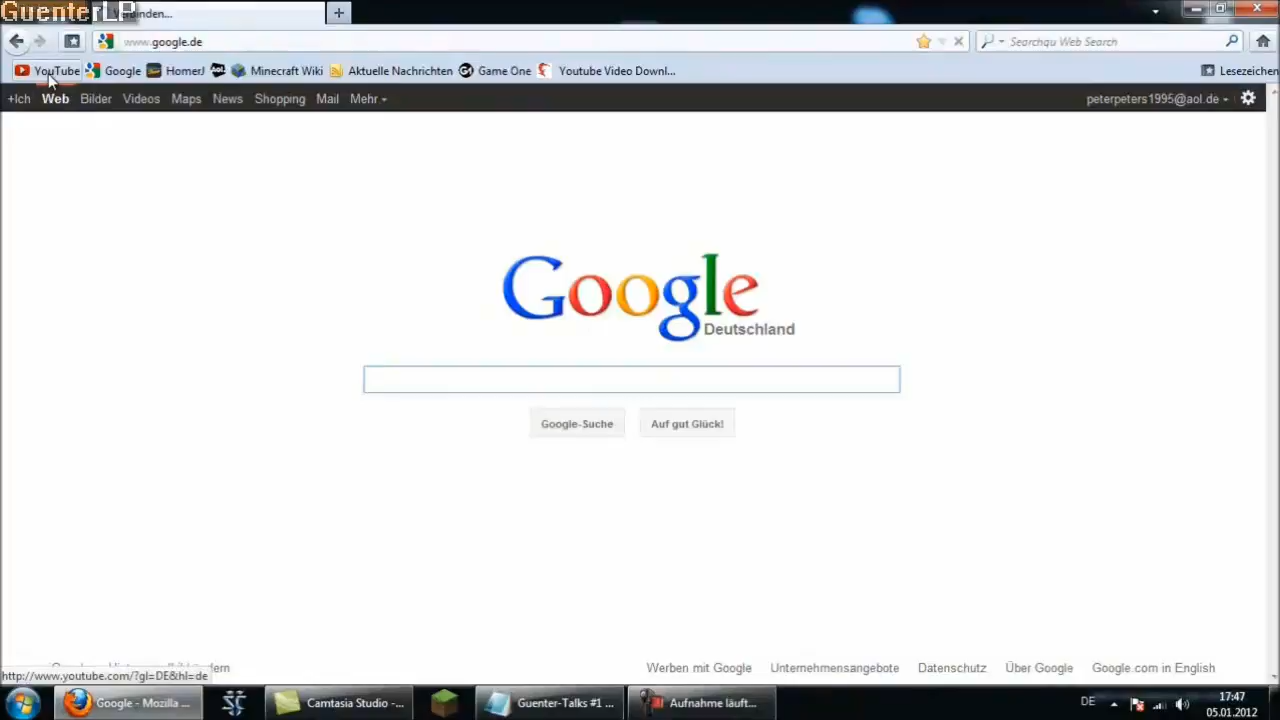 GuenterLP
www.google.de
Searchqu Web Search
YouTube Google HomerJ Aol. Minecraft Wiki Aktuelle Nachrichten Game One Youtube Video Downl... Lesezeichen
+Ich Web Bilder Videos Maps News Shopping Mail Mehr peterpeters1995@aol.de
Google
Deutschland
Google-Suche Auf gut Glück!
Werben mit Google Unternehmensangebote Datenschutz Über Google Google.com in English
http://www.youtube.com/?gl=DE&hl=de
Google - Mozilla ... Camtasia Studio -... Guenter-Talks #1 ... Aufnahme läuft... DE 17:47
05.01.2012